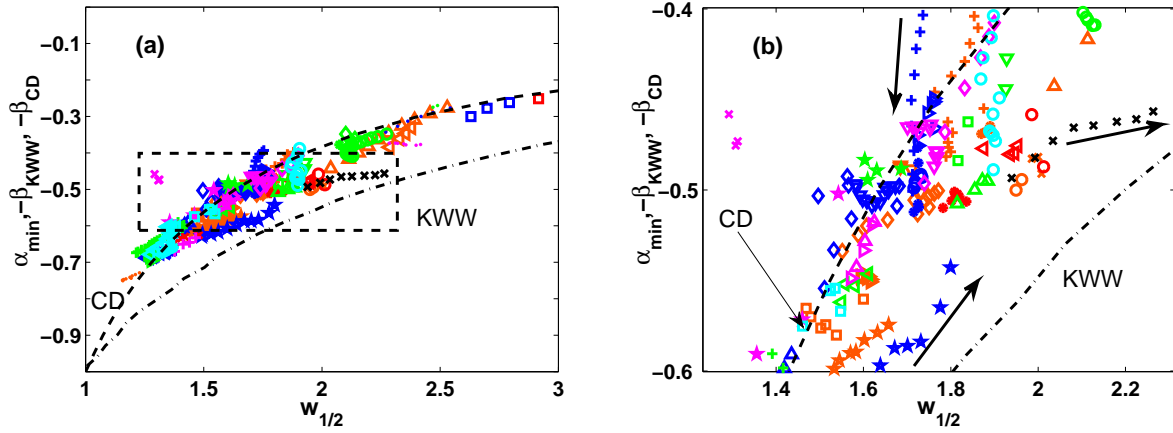 (a)
−0.1
−0.3
−0.5
−0.7
−0.9
α_min, −β_KWW, −β_CD
CD
KWW
1
1.5
2
2.5
3
w_1/2
(b)
−0.4
−0.5
−0.6
α_min, −β_KWW, −β_CD
CD
KWW
1.4
1.6
1.8
2
2.2
w_1/2